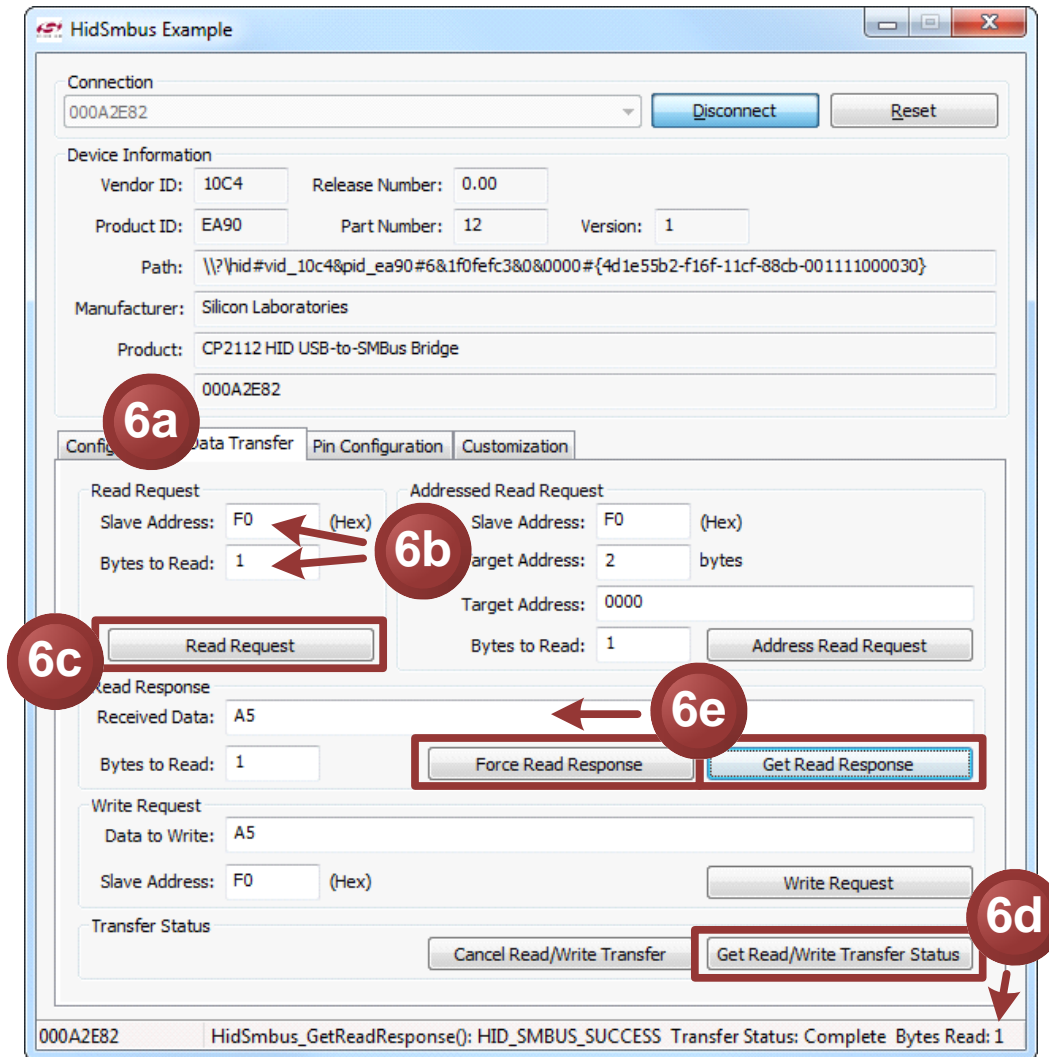 HidSmbus Example
Connection
000A2E82 Disconnect Reset
Device Information
Vendor ID: 10C4 Release Number: 0.00
Product ID: EA90 Part Number: 12 Version: 1
Path: \\?\hid#vid_10c4&pid_ea90#6&1f0fefc3&0&0000#{4d1e55b2-f16f-11cf-88cb-001111000030}
Manufacturer: Silicon Laboratories
Product: CP2112 HID USB-to-SMBus Bridge
000A2E82
6a
Config Data Transfer Pin Configuration Customization
Read Request Addressed Read Request
Slave Address: F0 (Hex) Slave Address: F0 (Hex)
6b
Bytes to Read: 1 Target Address: 2 bytes
Target Address: 0000
6c
Read Request Bytes to Read: 1 Address Read Request
Read Response
6e
Received Data: A5
Bytes to Read: 1 Force Read Response Get Read Response
Write Request
Data to Write: A5
Slave Address: F0 (Hex) Write Request
6d
Transfer Status
Cancel Read/Write Transfer Get Read/Write Transfer Status
000A2E82 HidSmbus_GetReadResponse(): HID_SMBUS_SUCCESS Transfer Status: Complete Bytes Read: 1